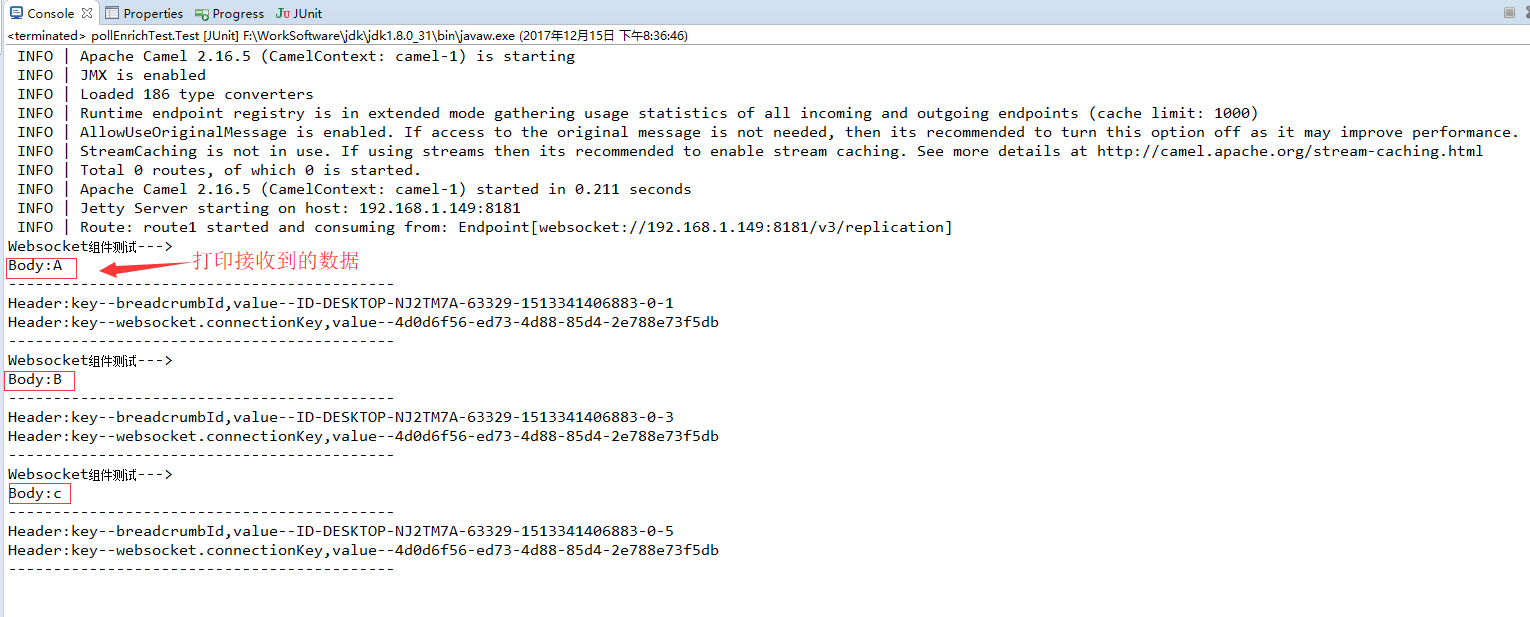 Console Properties Progress JUnit
<terminated> pollEnrichTest.Test [JUnit] F:\WorkSoftware\jdk\jdk1.8.0_31\bin\javaw.exe (2017年12月15日 下午8:36:46)
INFO | Apache Camel 2.16.5 (CamelContext: camel-1) is starting
INFO | JMX is enabled
INFO | Loaded 186 type converters
INFO | Runtime endpoint registry is in extended mode gathering usage statistics of all incoming and outgoing endpoints (cache limit: 1000)
INFO | AllowUseOriginalMessage is enabled. If access to the original message is not needed, then its recommended to turn this option off as it may improve performance.
INFO | StreamCaching is not in use. If using streams then its recommended to enable stream caching. See more details at http://camel.apache.org/stream-caching.html
INFO | Total 0 routes, of which 0 is started.
INFO | Apache Camel 2.16.5 (CamelContext: camel-1) started in 0.211 seconds
INFO | Jetty Server starting on host: 192.168.1.149:8181
INFO | Route: route1 started and consuming from: Endpoint[websocket://192.168.1.149:8181/v3/replication]
Websocket组件测试--->
Body:A
打印接收到的数据
-------------------------------------------
Header:key--breadcrumbId,value--ID-DESKTOP-NJ2TM7A-63329-1513341406883-0-1
Header:key--websocket.connectionKey,value--4d0d6f56-ed73-4d88-85d4-2e788e73f5db
-------------------------------------------
Websocket组件测试--->
Body:B
-------------------------------------------
Header:key--breadcrumbId,value--ID-DESKTOP-NJ2TM7A-63329-1513341406883-0-3
Header:key--websocket.connectionKey,value--4d0d6f56-ed73-4d88-85d4-2e788e73f5db
-------------------------------------------
Websocket组件测试--->
Body:c
-------------------------------------------
Header:key--breadcrumbId,value--ID-DESKTOP-NJ2TM7A-63329-1513341406883-0-5
Header:key--websocket.connectionKey,value--4d0d6f56-ed73-4d88-85d4-2e788e73f5db
-------------------------------------------